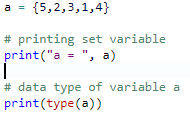 a = {5,2,3,1,4}
# printing set variable
print("a = ", a)
# data type of variable a
print(type(a))